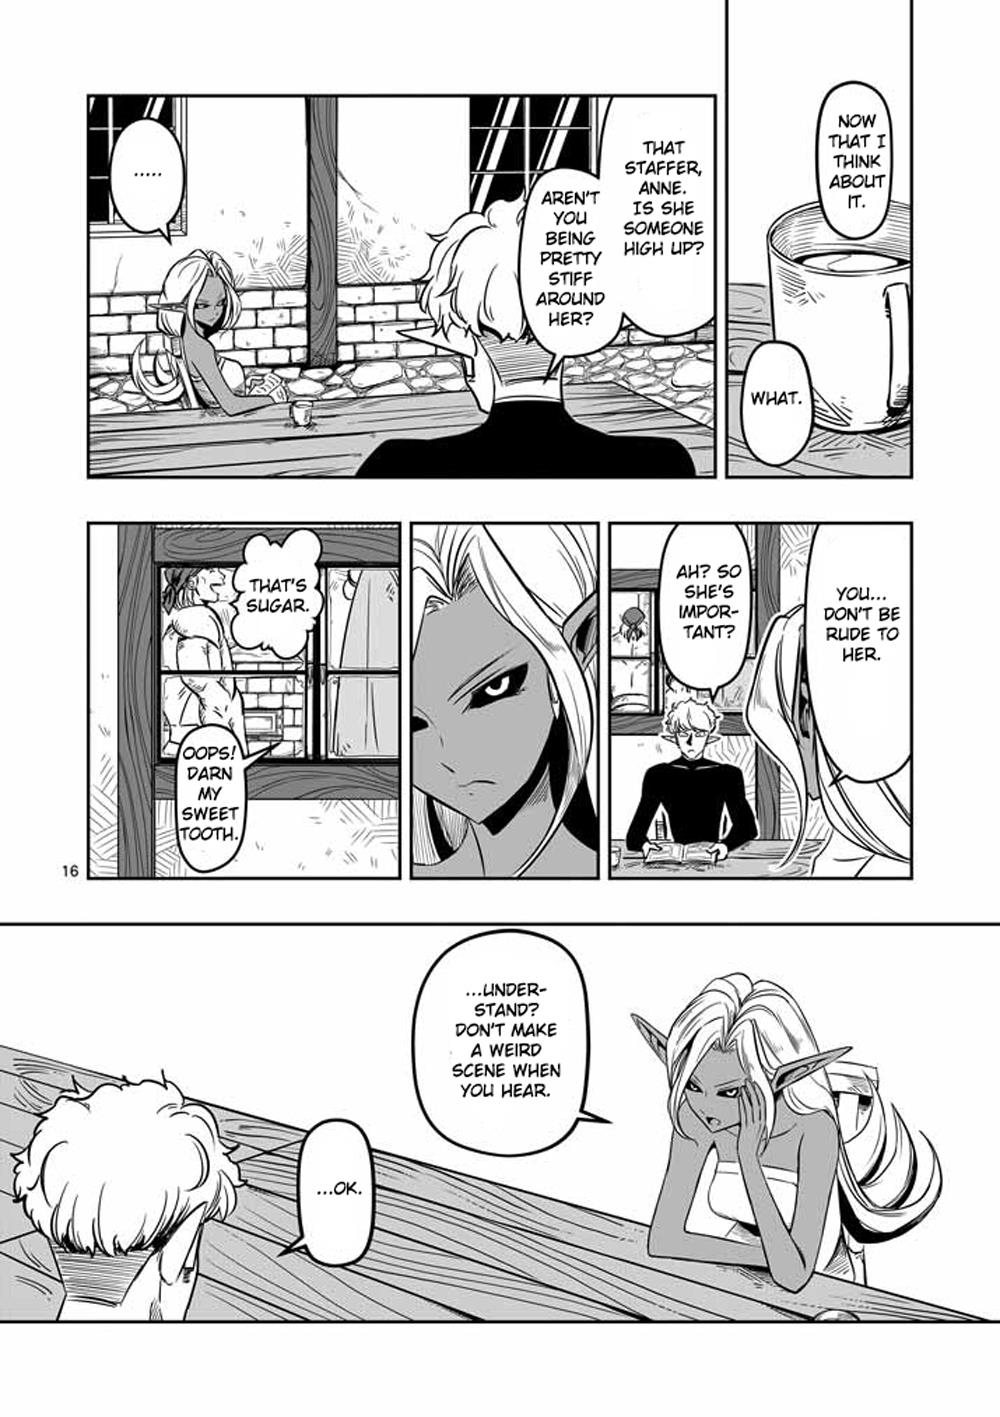 NOW
THAT I
THINK
ABOUT
IT.
WHAT.
THAT
STAFFER,
ANNE.
IS SHE
SOMEONE
HIGH UP?
AREN'T
YOU
BEING
PRETTY
STIFF
AROUND
HER?
.....
YOU...
DON'T BE
RUDE TO
HER.
AH? SO
SHE'S
IMPOR-
TANT?
THAT'S
SUGAR.
OOPS!
DARN
MY
SWEET
TOOTH.
16
...UNDER-
STAND?
DON'T MAKE
A WEIRD
SCENE WHEN
YOU HEAR.
...OK.